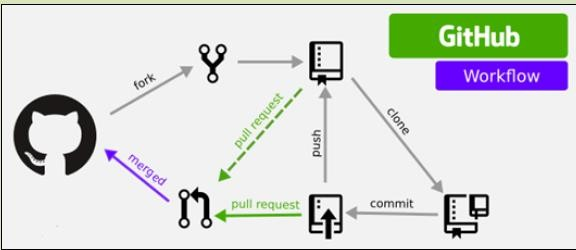 GitHub
Workflow
fork
clone
pull request
push
merged
pull request
commit